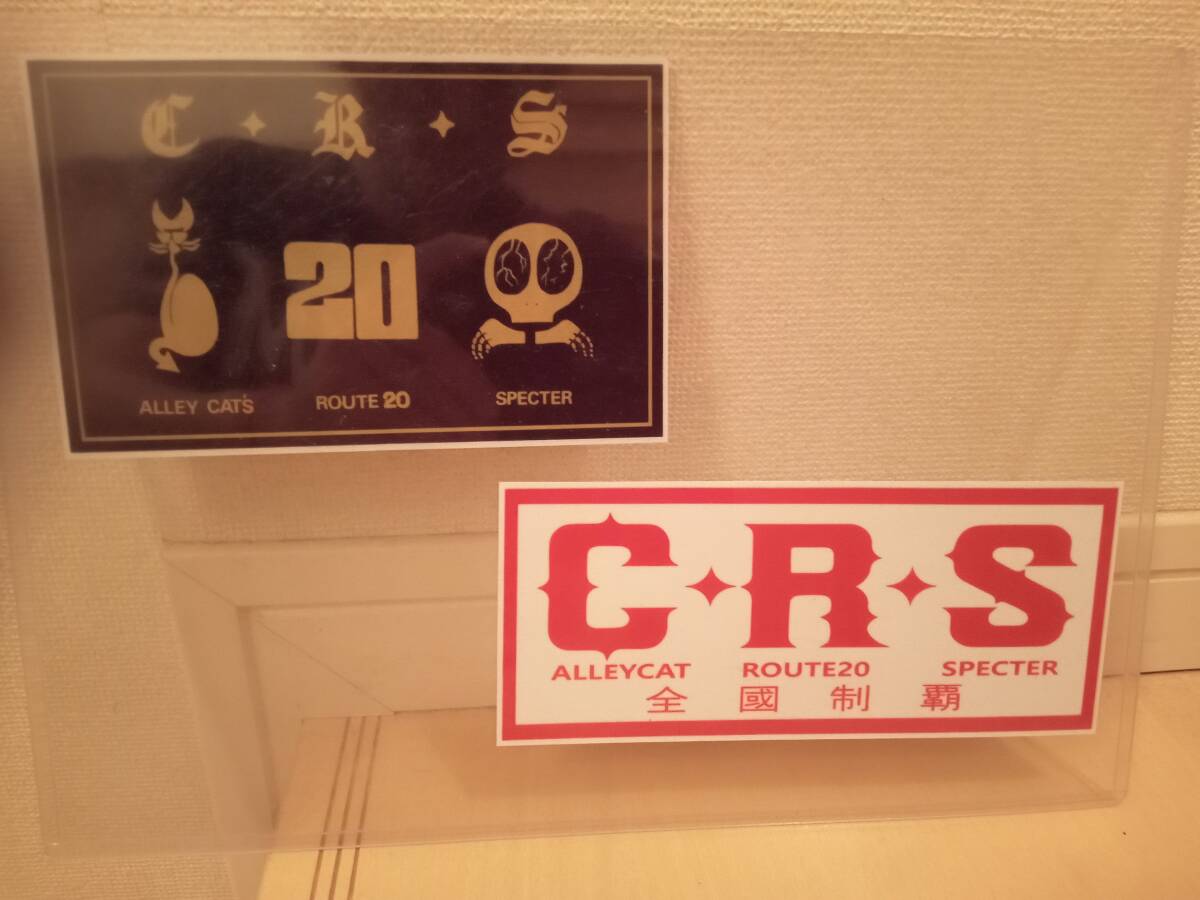 C · R · S
20
ALLEY CATS ROUTE 20 SPECTER
C · R · S
ALLEYCAT ROUTE20 SPECTER
全國制覇